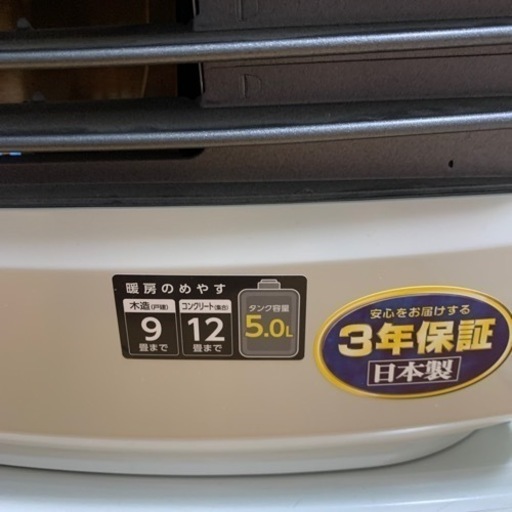 暖房のめやす
木造(戸建)
9
畳まで
コンクリート(集合)
12
畳まで
タンク容量
5.0L
安心をお届けする
3年保証
日本製